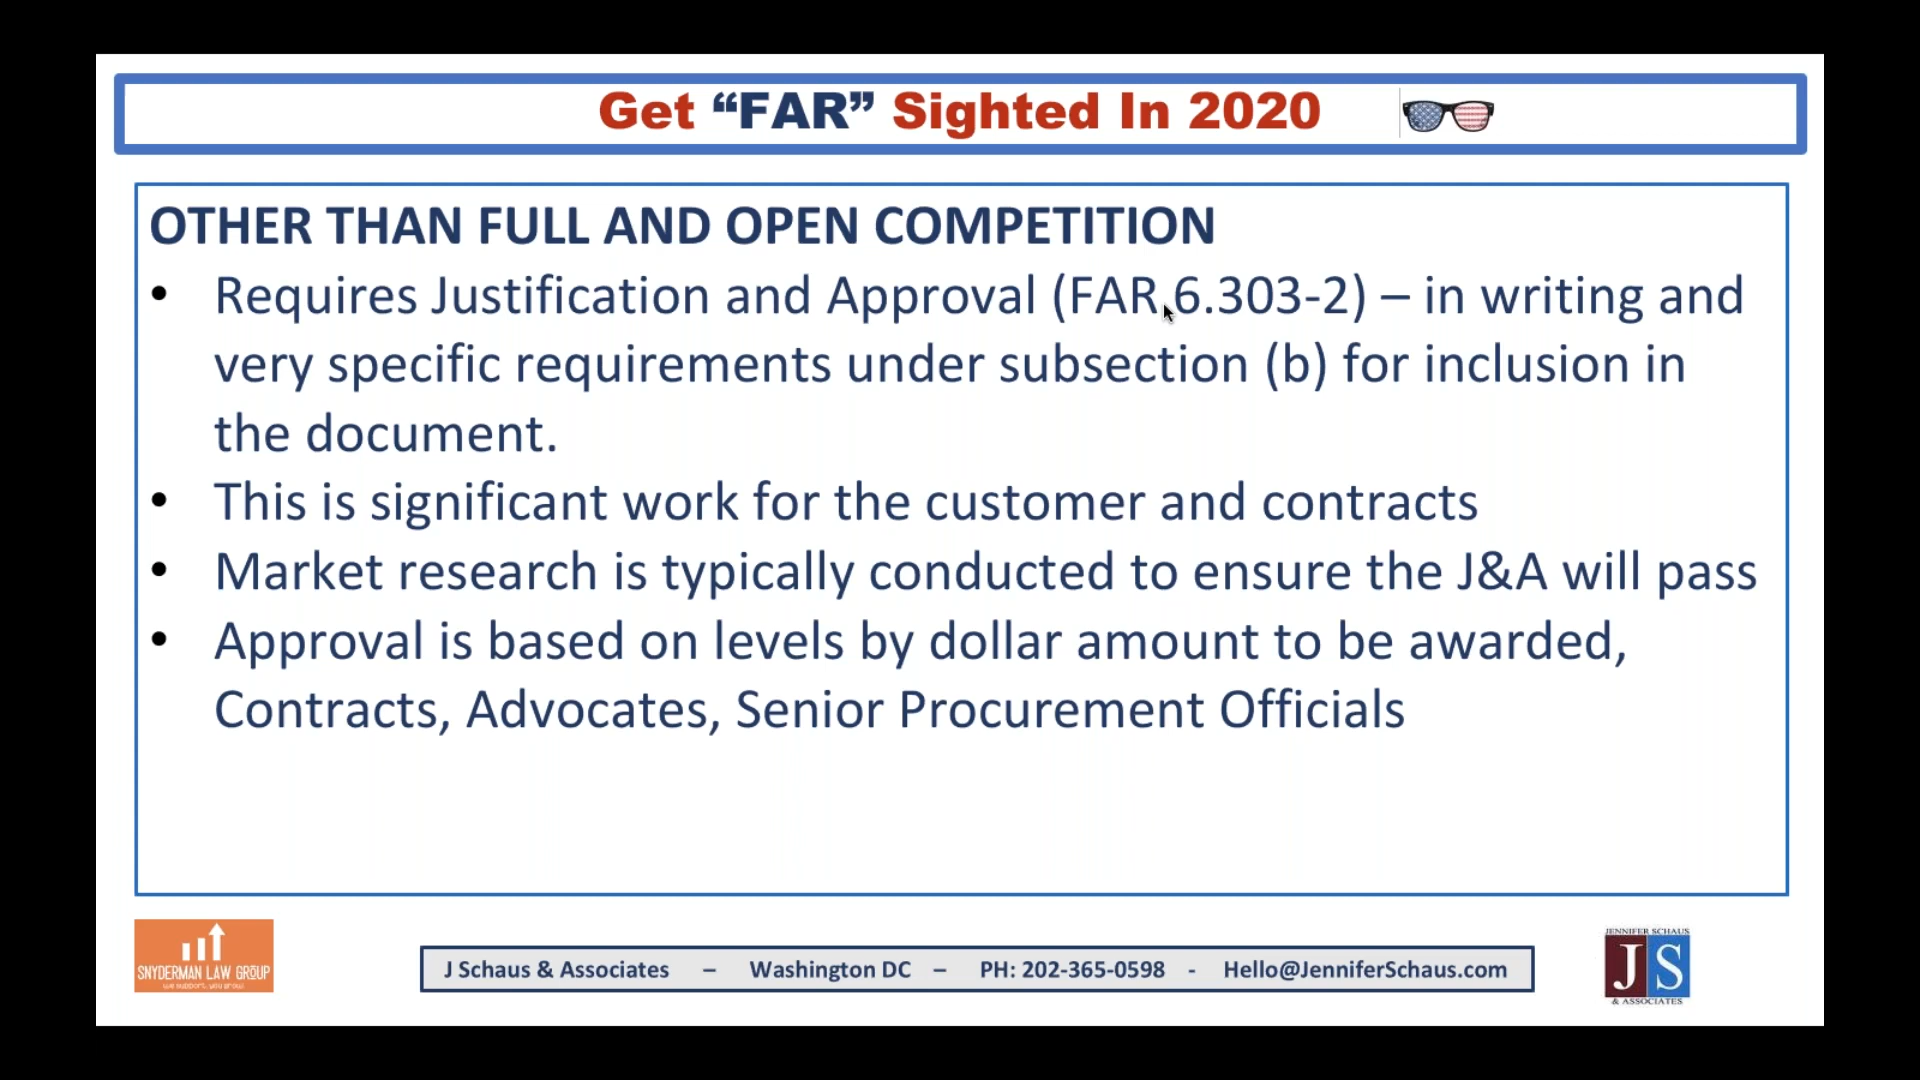 Get “FAR” Sighted In 2020
OTHER THAN FULL AND OPEN COMPETITION
• Requires Justification and Approval (FAR 6.303-2) – in writing and
very specific requirements under subsection (b) for inclusion in
the document.
• This is significant work for the customer and contracts
• Market research is typically conducted to ensure the J&A will pass
• Approval is based on levels by dollar amount to be awarded,
Contracts, Advocates, Senior Procurement Officials
SNYDERMAN LAW GROUP
we support. you grow.
J Schaus & Associates – Washington DC – PH: 202-365-0598 - Hello@JenniferSchaus.com
JENNIFER SCHAUS
JS
& ASSOCIATES